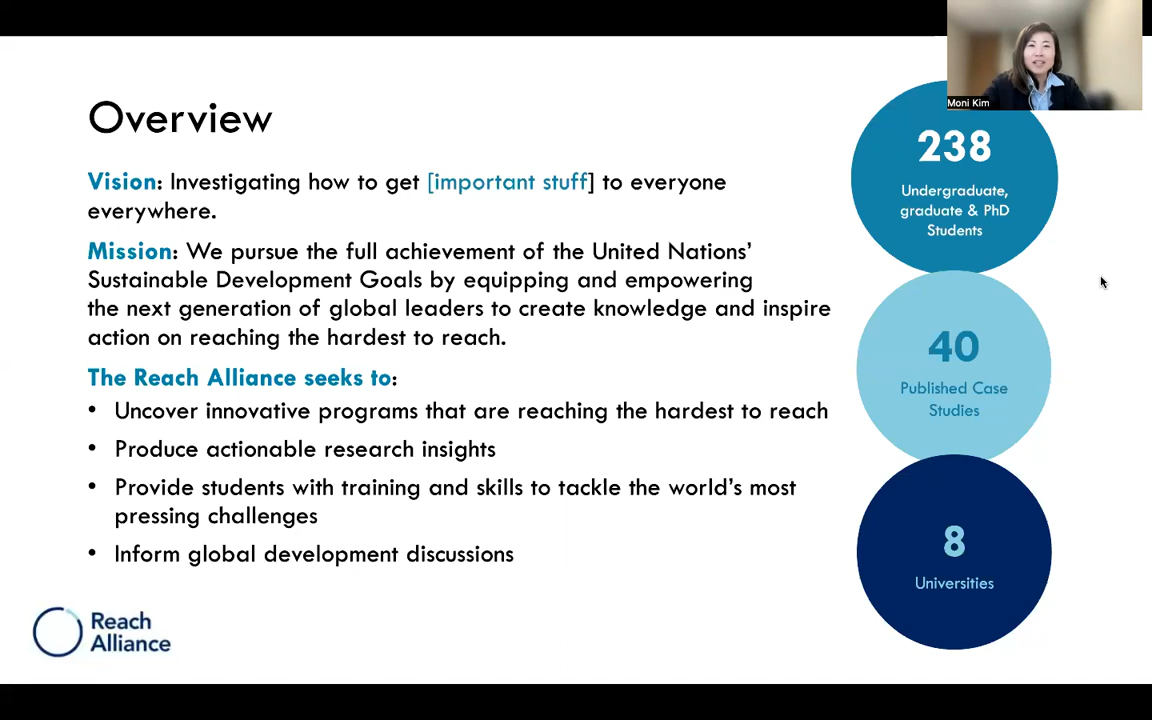 Overview
Vision: Investigating how to get [important stuff] to everyone
everywhere.
Mission: We pursue the full achievement of the United Nations’
Sustainable Development Goals by equipping and empowering
the next generation of global leaders to create knowledge and inspire
action on reaching the hardest to reach.
The Reach Alliance seeks to:
• Uncover innovative programs that are reaching the hardest to reach
• Produce actionable research insights
• Provide students with training and skills to tackle the world’s most
pressing challenges
• Inform global development discussions
Reach
Alliance
Moni Kim
238
Undergraduate,
graduate & PhD
Students
40
Published Case
Studies
8
Universities